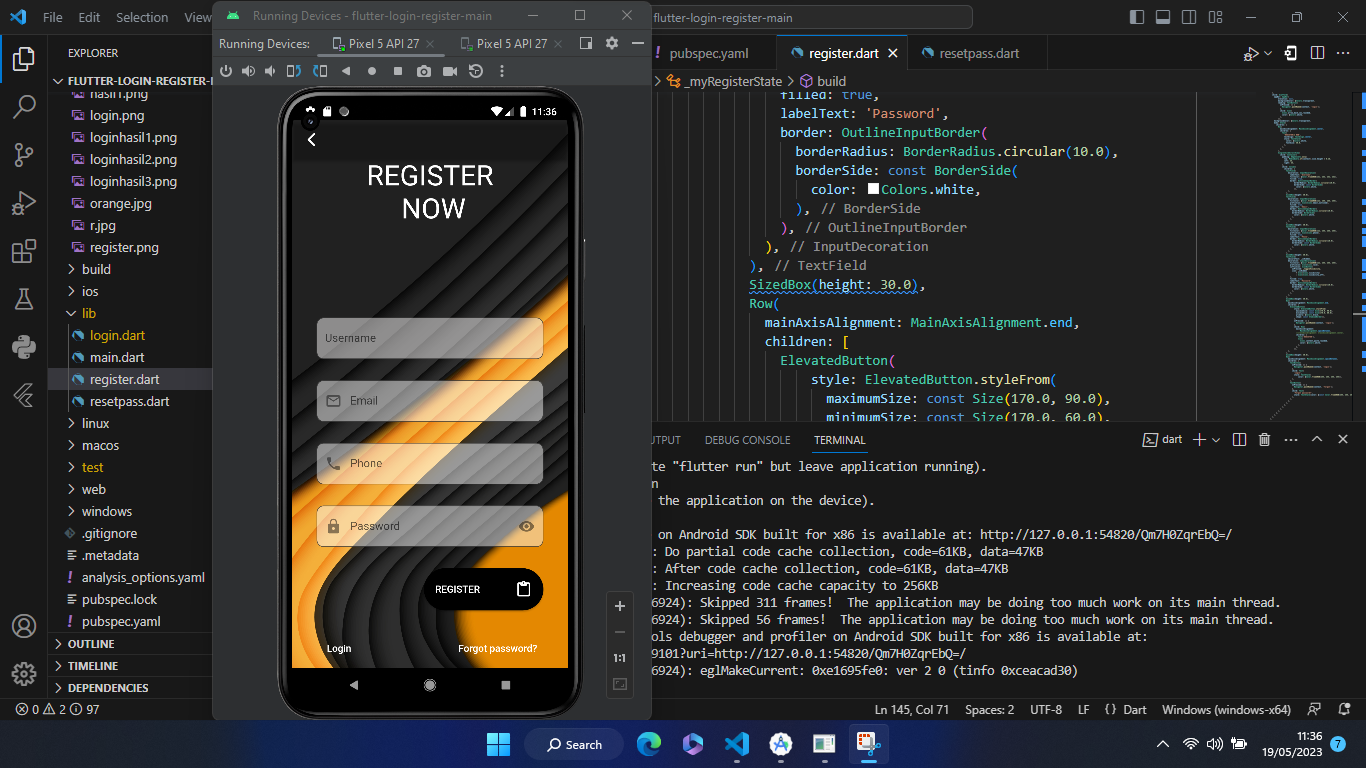 File Edit Selection View
Running Devices - flutter-login-register-main
flutter-login-register-main
Running Devices: Pixel 5 API 27 Pixel 5 API 27
EXPLORER
FLUTTER-LOGIN-REGISTER-
hasil1.png
login.png
loginhasil1.png
loginhasil2.png
loginhasil3.png
orange.jpg
r.jpg
register.png
build
ios
lib
login.dart
main.dart
register.dart
resetpass.dart
linux
macos
test
web
windows
.gitignore
.metadata
analysis_options.yaml
pubspec.lock
pubspec.yaml
OUTLINE
TIMELINE
DEPENDENCIES
11:36
REGISTER
NOW
Username
Email
Phone
Password
REGISTER
Login
Forgot password?
1:1
pubspec.yaml register.dart resetpass.dart
_myRegisterState build
filled: true,
labelText: 'Password',
border: OutlineInputBorder(
borderRadius: BorderRadius.circular(10.0),
borderSide: const BorderSide(
color: Colors.white,
), // BorderSide
), // OutlineInputBorder
), // InputDecoration
), // TextField
SizedBox(height: 30.0),
Row(
mainAxisAlignment: MainAxisAlignment.end,
children: [
ElevatedButton(
style: ElevatedButton.styleFrom(
maximumSize: const Size(170.0, 90.0),
minimumSize: const Size(170.0, 60.0),
UTPUT DEBUG CONSOLE TERMINAL dart
te "flutter run" but leave application running).
n
the application on the device).
on Android SDK built for x86 is available at: http://127.0.0.1:54820/Qm7H0ZqrEbQ=/
: Do partial code cache collection, code=61KB, data=47KB
: After code cache collection, code=61KB, data=47KB
: Increasing code cache capacity to 256KB
6924): Skipped 311 frames! The application may be doing too much work on its main thread.
6924): Skipped 56 frames! The application may be doing too much work on its main thread.
ols debugger and profiler on Android SDK built for x86 is available at:
9101?uri=http://127.0.0.1:54820/Qm7H0ZqrEbQ=/
6924): eglMakeCurrent: 0xe1695fe0: ver 2 0 (tinfo 0xceacad30)
0 2 97
Ln 145, Col 71 Spaces: 2 UTF-8 LF {} Dart Windows (windows-x64)
Search
11:36
19/05/2023
7